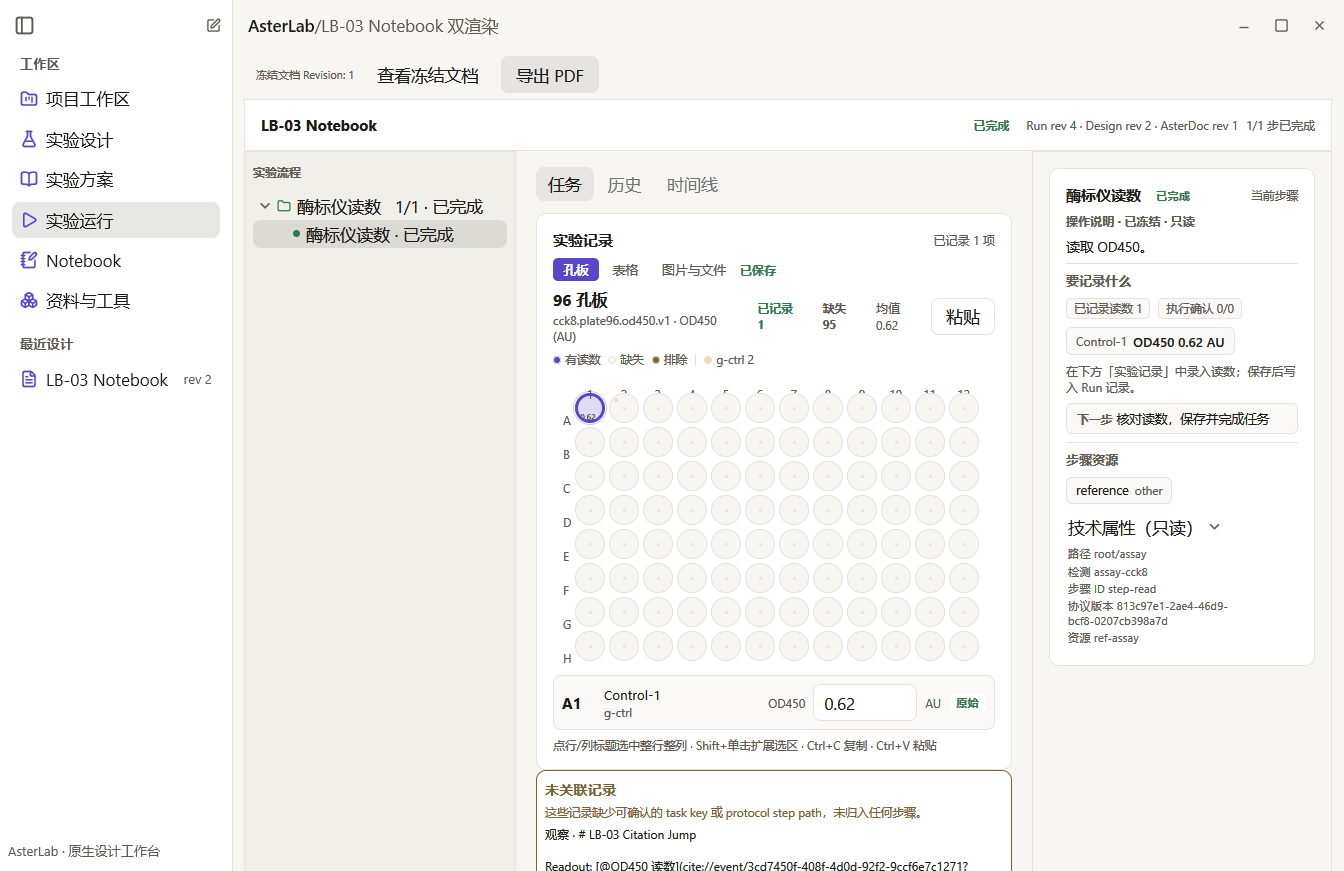 AsterLab/LB-03 Notebook 双渲染
工作区
项目工作区
实验设计
实验方案
实验运行
Notebook
资料与工具
最近设计
LB-03 Notebook rev 2
AsterLab · 原生设计工作台
冻结文档 Revision: 1 查看冻结文档 导出 PDF
LB-03 Notebook 已完成 Run rev 4 · Design rev 2 · AsterDoc rev 1 1/1 步已完成
实验流程
酶标仪读数 1/1 · 已完成
酶标仪读数 · 已完成
任务 历史 时间线
实验记录 已记录 1 项
孔板 表格 图片与文件 已保存
96 孔板
cck8.plate96.od450.v1 · OD450
(AU)
已记录 缺失 均值
1 95 0.62
粘贴
有读数 缺失 排除 g-ctrl 2
1 2 3 4 5 6 7 8 9 10 11 12
0.62
A
B
C
D
E
F
G
H
A1 Control-1 OD450 0.62 AU 原始
g-ctrl
点行/列标题选中整行整列 · Shift+单击扩展选区 · Ctrl+C 复制 · Ctrl+V 粘贴
未关联记录
这些记录缺少可确认的 task key 或 protocol step path，未归入任何步骤。
观察 · # LB-03 Citation Jump
Readout: [@OD450 读数](cite://event/3cd7450f-408f-4d0d-92f2-9ccf6e7c1271?
酶标仪读数 已完成 当前步骤
操作说明 · 已冻结 · 只读
读取 OD450。
要记录什么
已记录读数 1 执行确认 0/0
Control-1 OD450 0.62 AU
在下方「实验记录」中录入读数；保存后写
入 Run 记录。
下一步 核对读数，保存并完成任务
步骤资源
reference other
技术属性（只读）
路径 root/assay
检测 assay-cck8
步骤 ID step-read
协议版本 813c97e1-2ae4-46d9-
bcf8-0207cb398a7d
资源 ref-assay